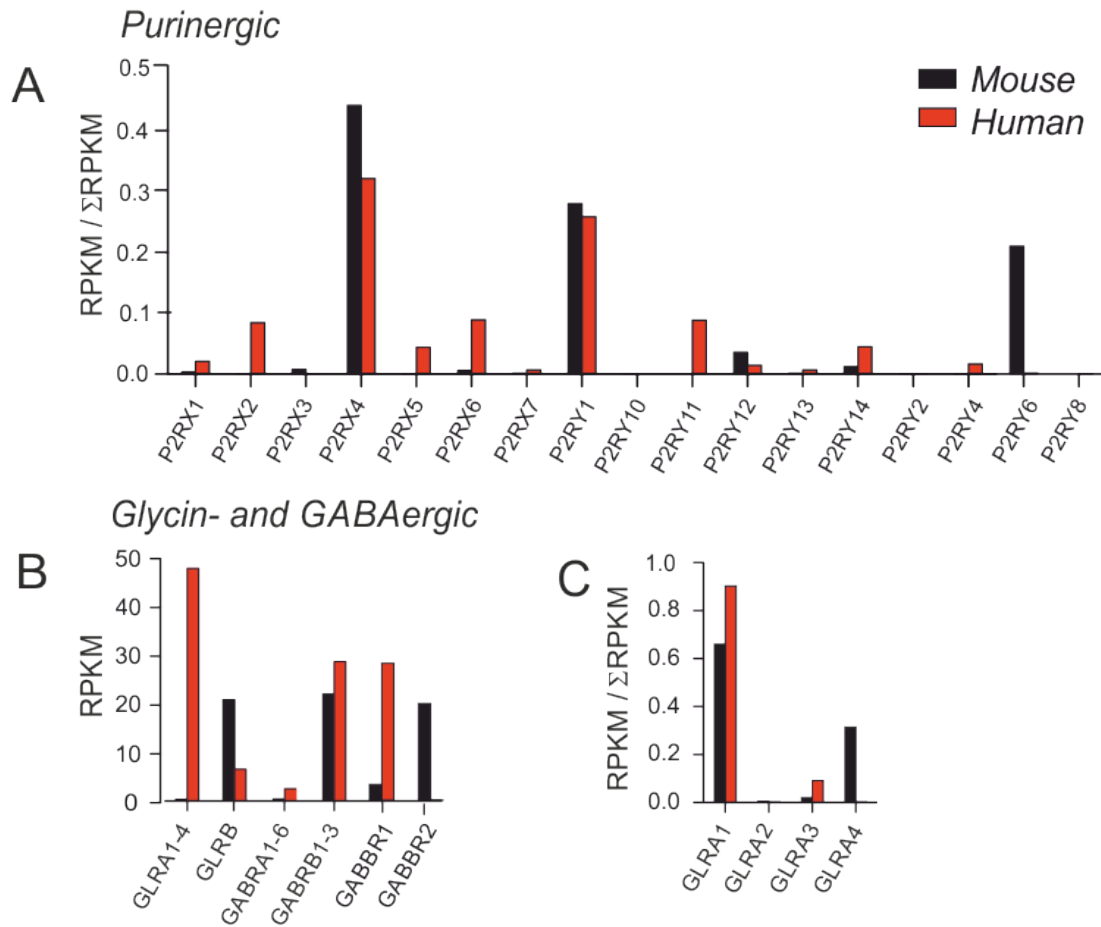 Purinergic
A
Mouse
Human
RPKM / ΣRPKM
0.5
0.4
0.3
0.2
0.1
0.0
P2RX1
P2RX2
P2RX3
P2RX4
P2RX5
P2RX6
P2RX7
P2RY1
P2RY10
P2RY11
P2RY12
P2RY13
P2RY14
P2RY2
P2RY4
P2RY6
P2RY8
Glycin- and GABAergic
B
RPKM
50
40
30
20
10
0
GLRA1-4
GLRB
GABRA1-6
GABRB1-3
GABBR1
GABBR2
C
RPKM / ΣRPKM
1.0
0.8
0.6
0.4
0.2
0.0
GLRA1
GLRA2
GLRA3
GLRA4